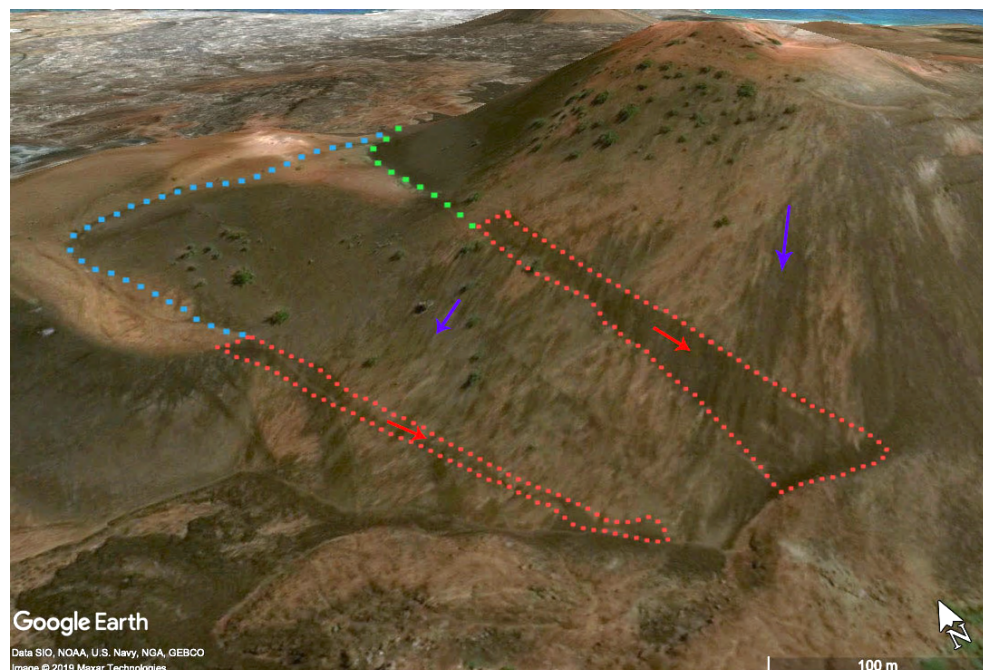 Google Earth
Data SIO, NOAA, U.S. Navy, NGA, GEBCO
Image © 2019 Maxar Technologies
N
100 m